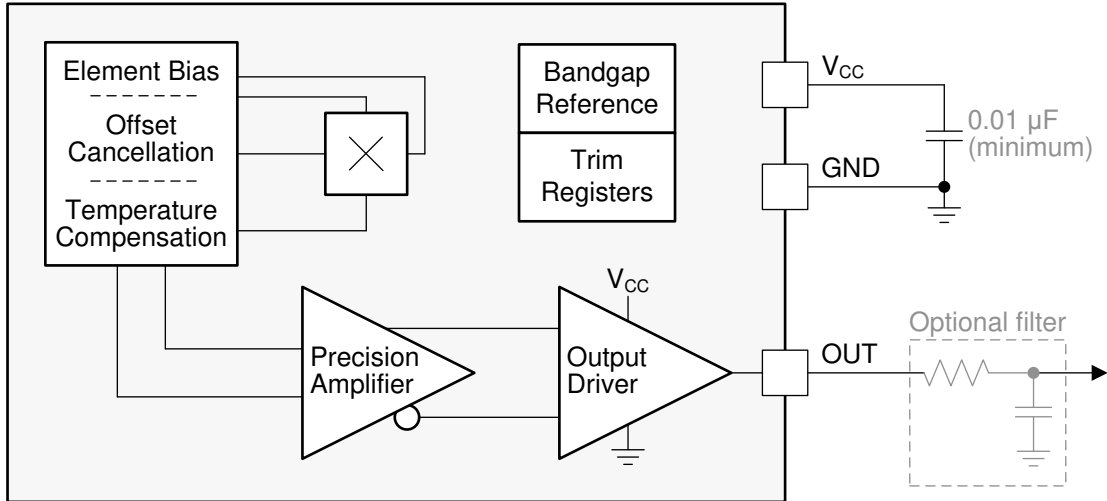 Element Bias
Offset
Cancellation
Temperature
Compensation
Bandgap
Reference
Trim
Registers
VCC
0.01 µF
(minimum)
GND
Precision
Amplifier
VCC
Output
Driver
OUT
Optional filter